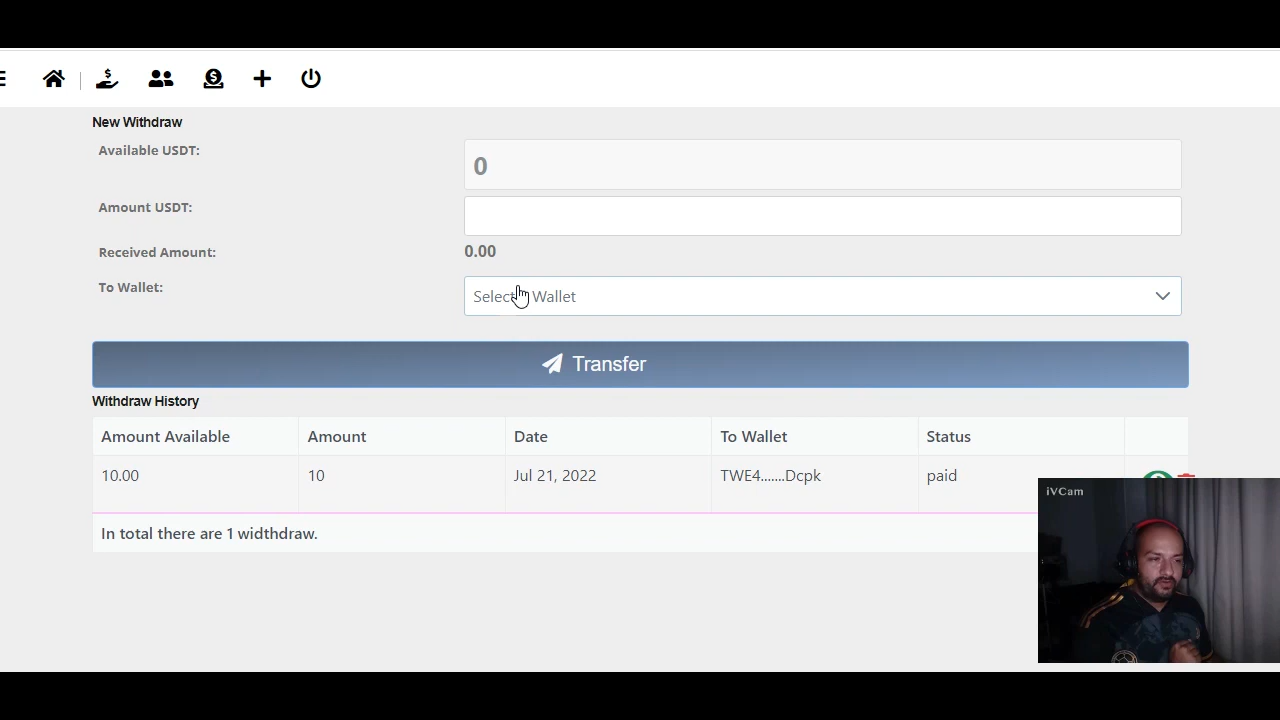 New Withdraw
Available USDT:
0
Amount USDT:
Received Amount:
0.00
To Wallet:
Select Wallet
Transfer
Withdraw History
Amount Available Amount Date To Wallet Status
10.00 10 Jul 21, 2022 TWE4......Dcpk paid
In total there are 1 widthdraw.
iVCam